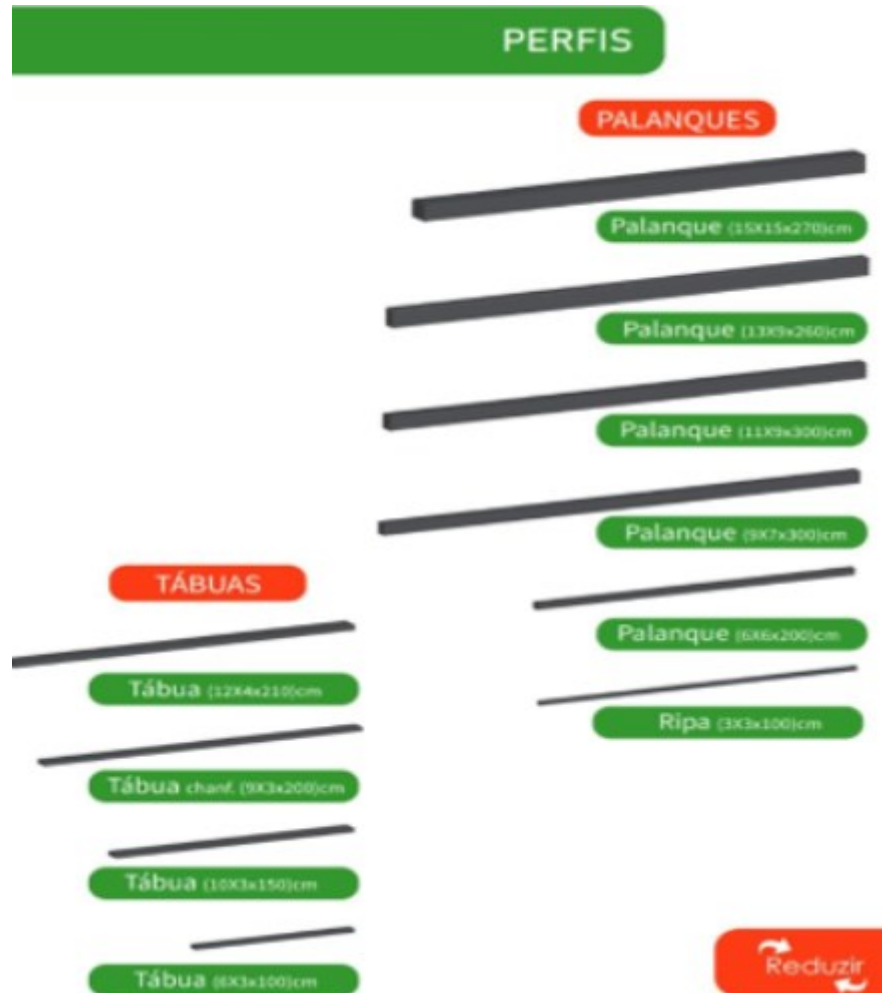 PERFIS
PALANQUES
Palanque (15X15x270)cm
Palanque (13X9x260)cm
Palanque (11X9x300)cm
Palanque (9X7x300)cm
Palanque (6X6x200)cm
Ripa (3X3x100)cm
TÁBUAS
Tábua (12X4x210)cm
Tábua chanf. (9X3x200)cm
Tábua (10X3x150)cm
Tábua (6X3x100)cm
Reduzir